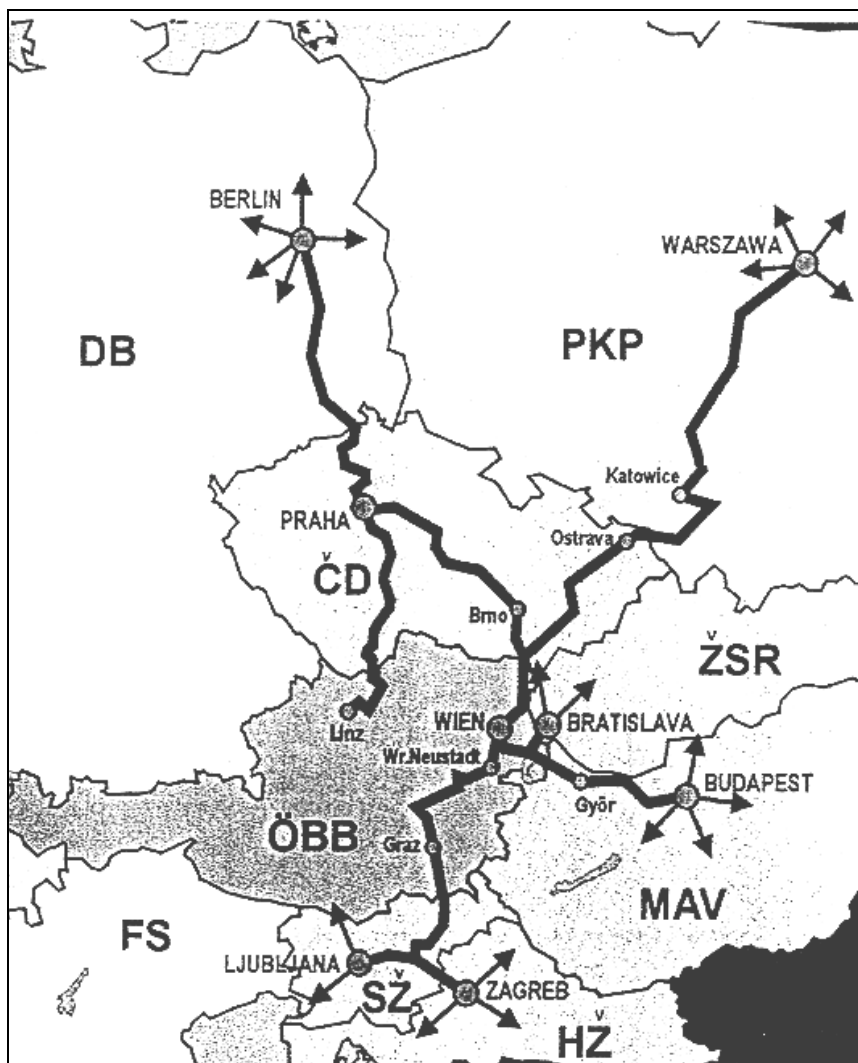 BERLIN
WARSZAWA
DB
PKP
Katowice
PRAHA
Ostrava
ČD
Brno
ŽSR
WIEN
BRATISLAVA
Linz
Wr.Neustadt
BUDAPEST
Györ
ÖBB
Graz
MAV
FS
LJUBLJANA
SŽ
ZAGREB
HŽ